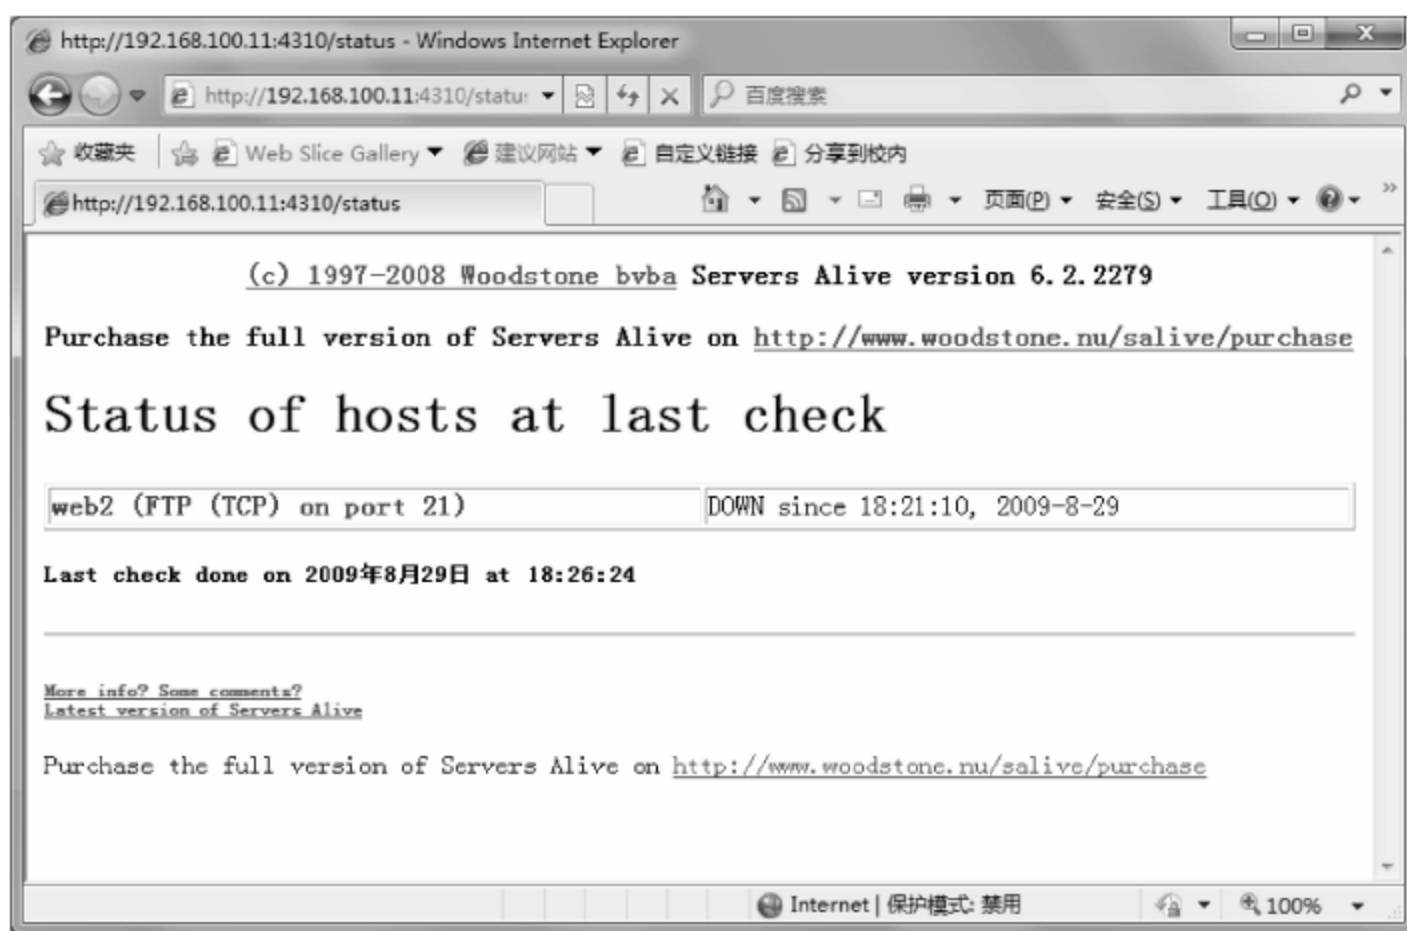 http://192.168.100.11:4310/status - Windows Internet Explorer
http://192.168.100.11:4310/statu: 百度搜索
收藏夹 Web Slice Gallery 建议网站 自定义链接 分享到校内
http://192.168.100.11:4310/status 页面(P) 安全(S) 工具(O) »
(c) 1997-2008 Woodstone bvba Servers Alive version 6.2.2279
Purchase the full version of Servers Alive on http://www.woodstone.nu/salive/purchase
Status of hosts at last check
web2 (FTP (TCP) on port 21) DOWN since 18:21:10, 2009-8-29
Last check done on 2009年8月29日 at 18:26:24
More info? Some comments?
Latest version of Servers Alive
Purchase the full version of Servers Alive on http://www.woodstone.nu/salive/purchase
Internet | 保护模式: 禁用 100%